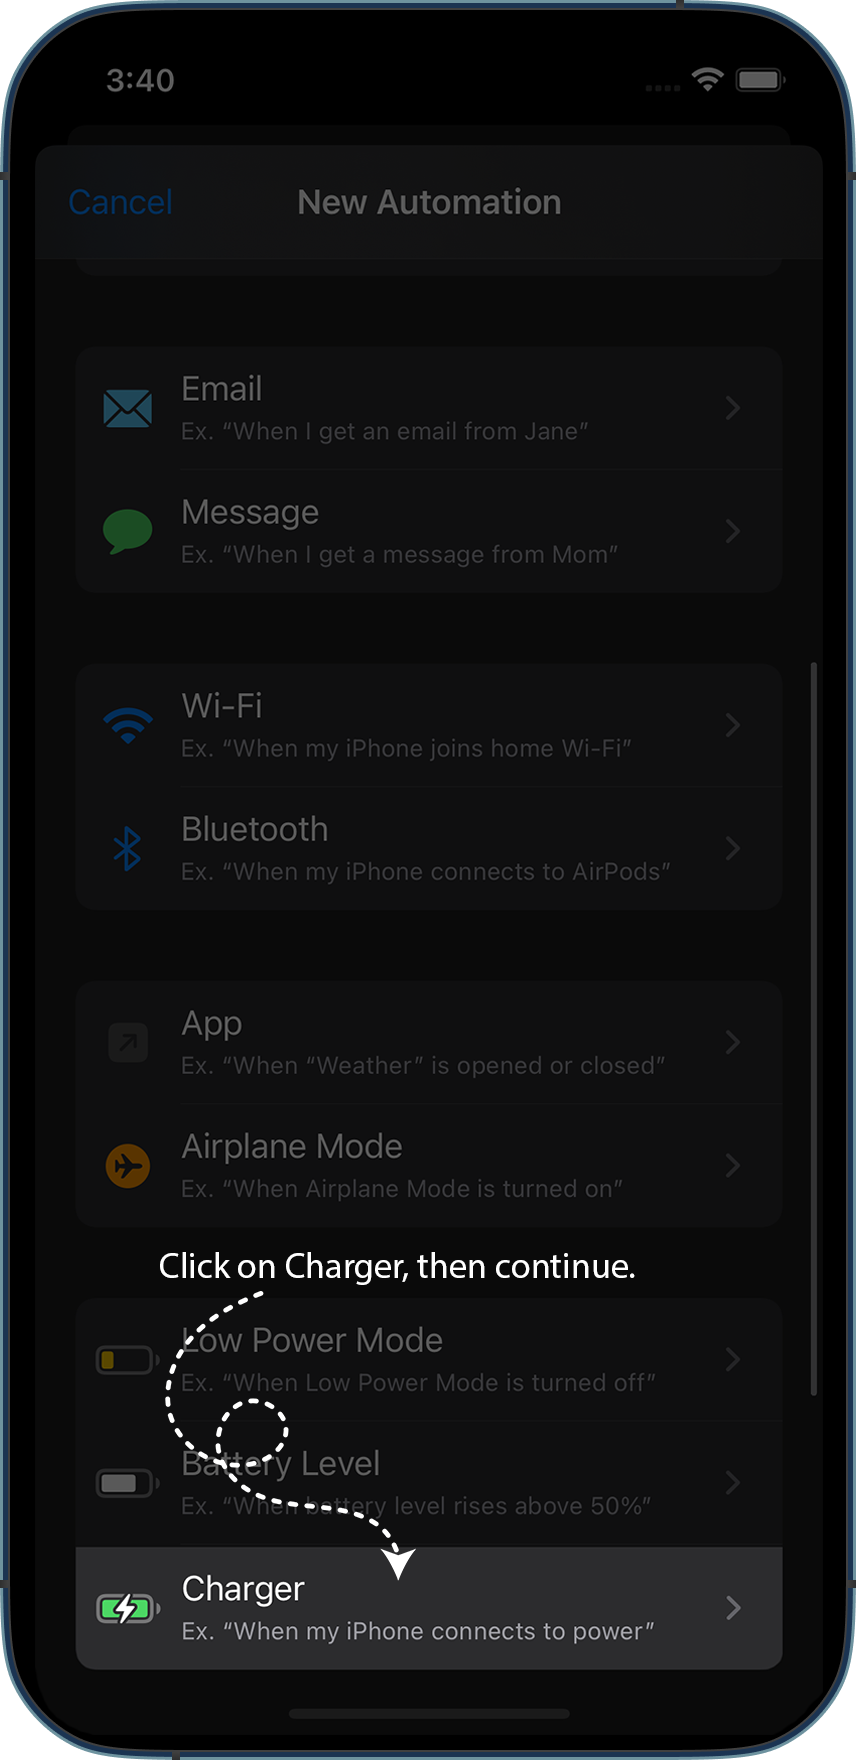 3:40
Cancel
New Automation
Email
Ex. “When I get an email from Jane”
Message
Ex. “When I get a message from Mom”
Wi-Fi
Ex. “When my iPhone joins home Wi-Fi”
Bluetooth
Ex. “When my iPhone connects to AirPods”
App
Ex. “When “Weather” is opened or closed”
Airplane Mode
Ex. “When Airplane Mode is turned on”
Click on Charger, then continue.
Low Power Mode
Ex. “When Low Power Mode is turned off”
Battery Level
Ex. “When battery level rises above 50%”
Charger
Ex. “When my iPhone connects to power”